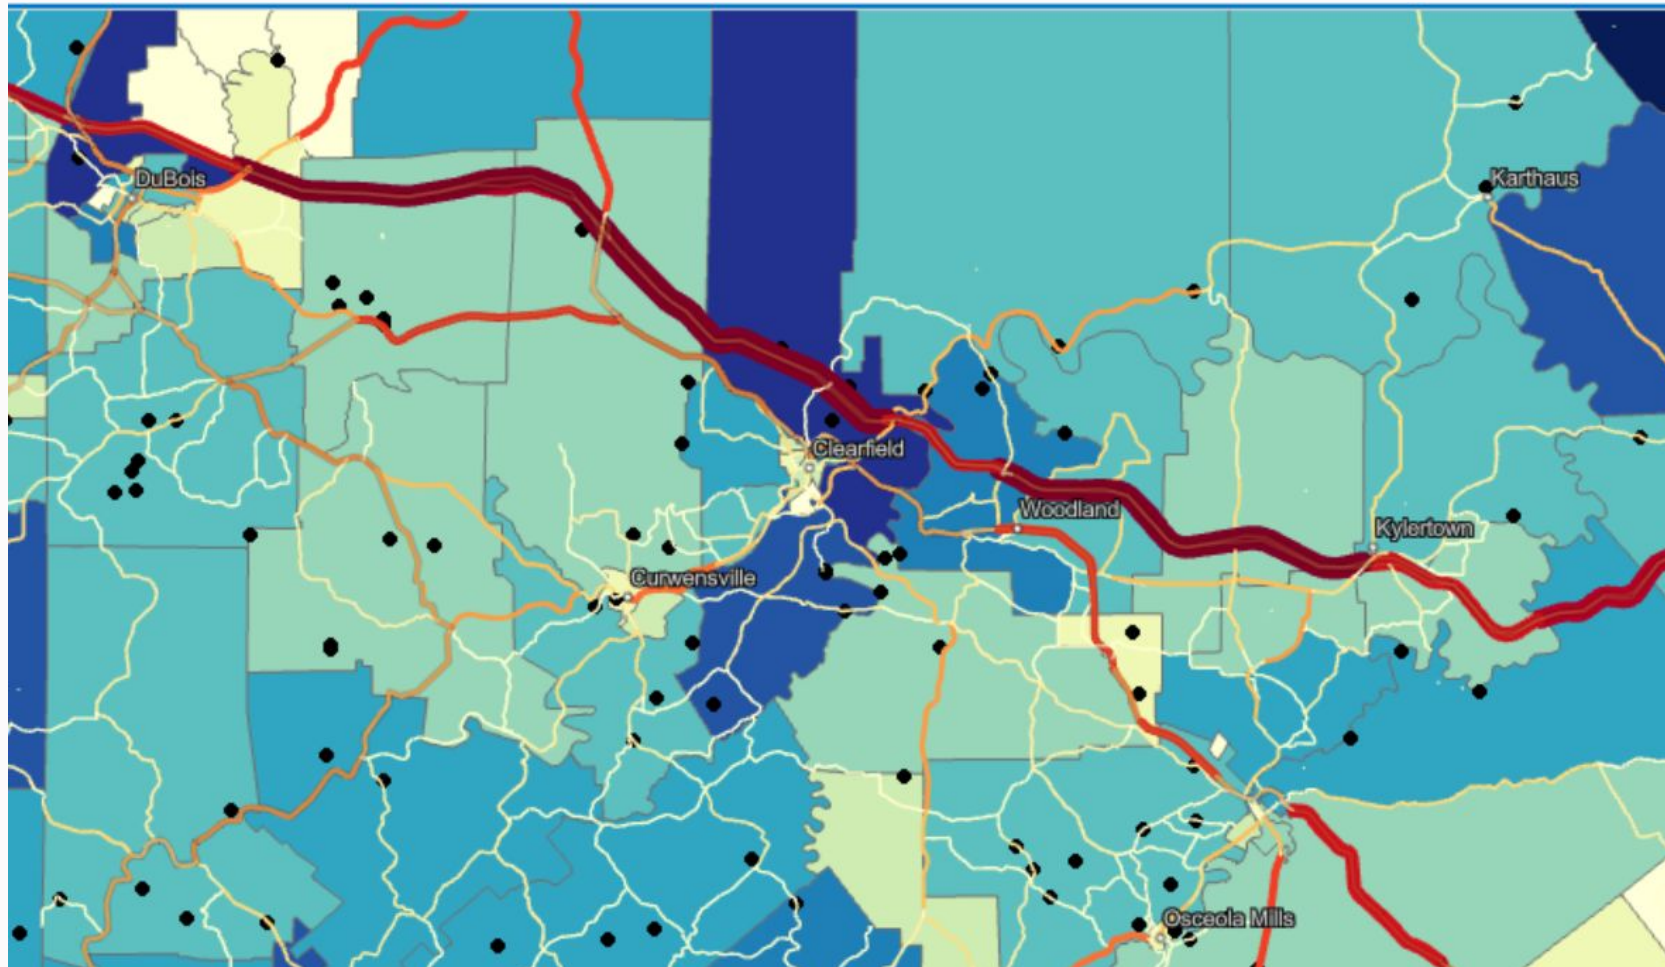 DuBois
Karthaus
Clearfield
Woodland
Kylertown
Curwensville
Osceola Mills